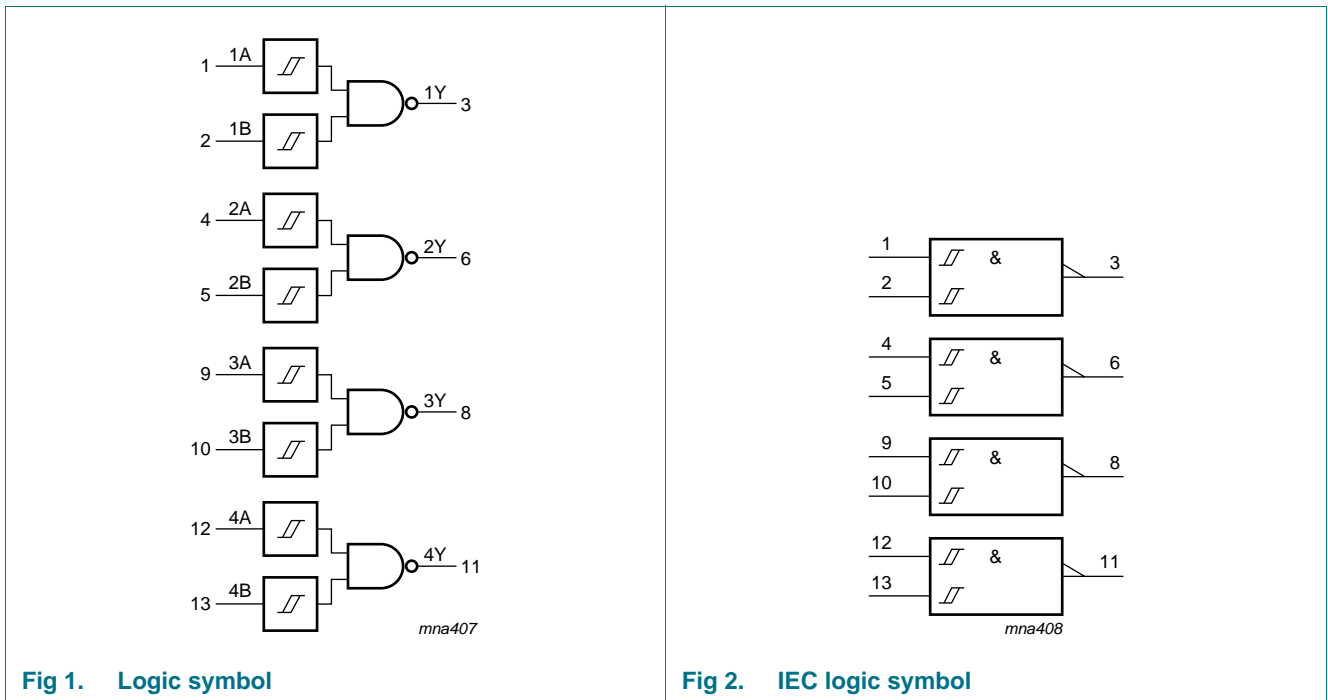 1 1A
1Y 3
2 1B
4 2A
2Y 6
5 2B
9 3A
3Y 8
10 3B
12 4A
4Y 11
13 4B
mna407
Fig 1. Logic symbol
1 & 3
2
4 & 6
5
9 & 8
10
12 & 11
13
mna408
Fig 2. IEC logic symbol